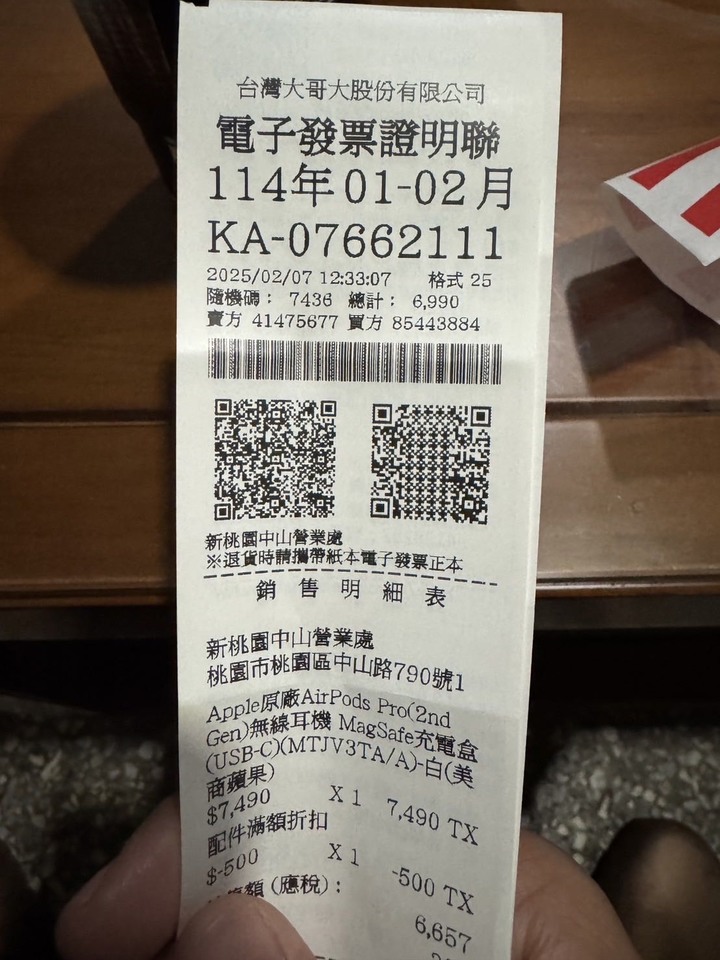 台灣大哥大股份有限公司
電子發票證明聯
114年01-02月
KA-07662111
2025/02/07 12:33:07 格式 25
隨機碼： 7436 總計： 6,990
賣方 41475677 買方 85443884
新桃園中山營業處
※退貨時請攜帶紙本電子發票正本
銷售明細表
新桃園中山營業處
桃園市桃園區中山路790號1
Apple原廠AirPods Pro(2nd
Gen)無線耳機 MagSafe充電盒
(USB-C)(MTJV3TA/A)-白(美
商蘋果)
$7,490 X 1 7,490 TX
配件滿額折扣
$-500 X 1 -500 TX
額 (應稅)：
6,657